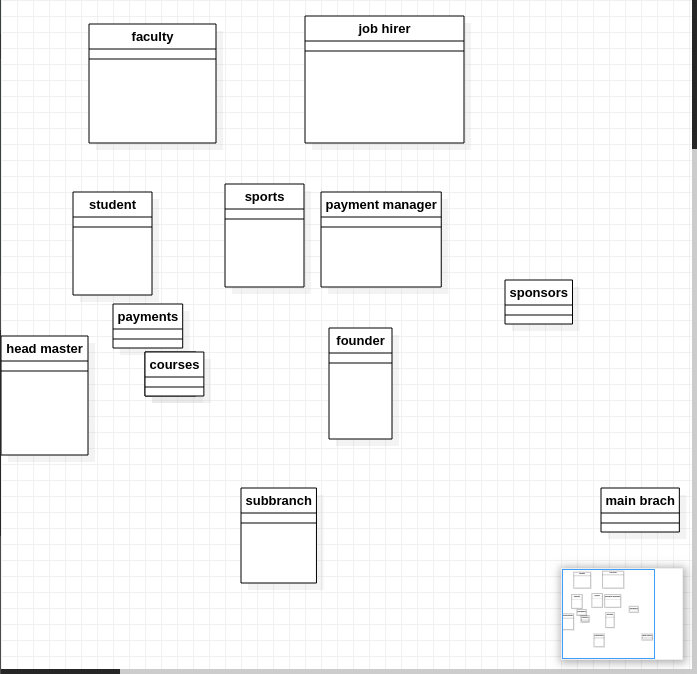 faculty
job hirer
student
sports
payment manager
sponsors
payments
founder
head master
courses
subbranch
main brach